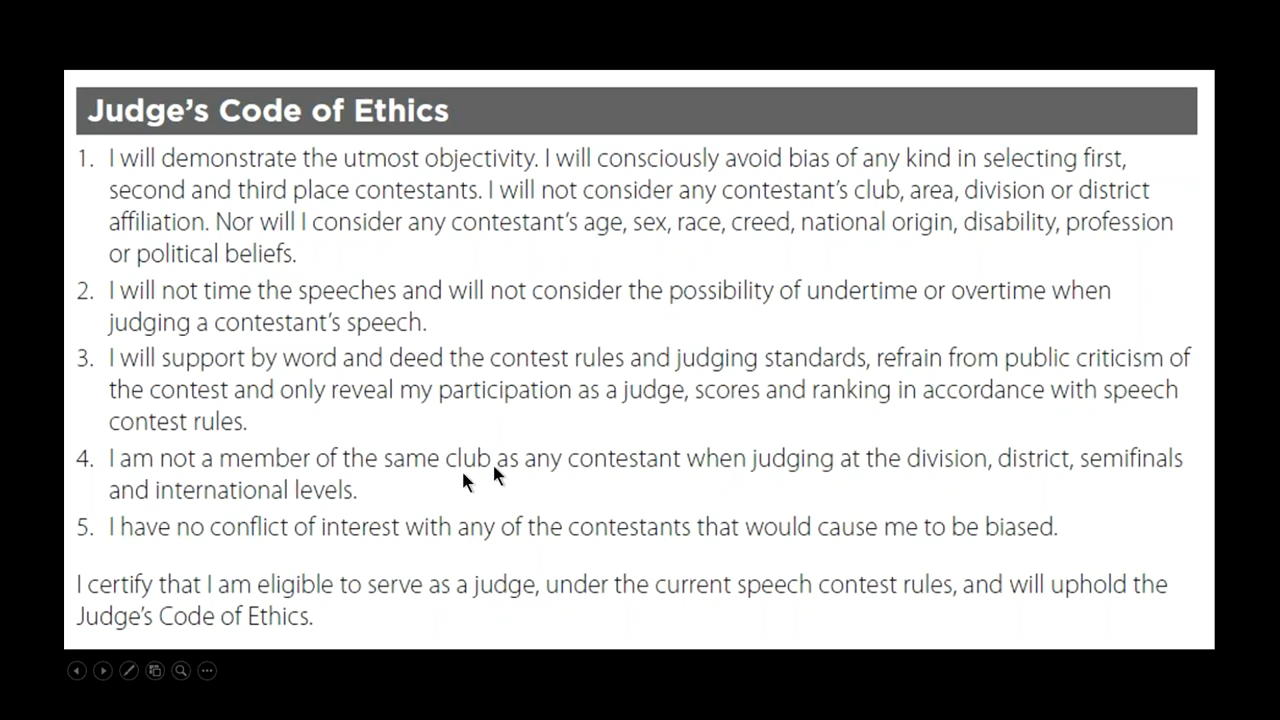 Judge's Code of Ethics
1. I will demonstrate the utmost objectivity. I will consciously avoid bias of any kind in selecting first,
second and third place contestants. I will not consider any contestant's club, area, division or district
affiliation. Nor will I consider any contestant's age, sex, race, creed, national origin, disability, profession
or political beliefs.
2. I will not time the speeches and will not consider the possibility of undertime or overtime when
judging a contestant's speech.
3. I will support by word and deed the contest rules and judging standards, refrain from public criticism of
the contest and only reveal my participation as a judge, scores and ranking in accordance with speech
contest rules.
4. I am not a member of the same club as any contestant when judging at the division, district, semifinals
and international levels.
5. I have no conflict of interest with any of the contestants that would cause me to be biased.
I certify that I am eligible to serve as a judge, under the current speech contest rules, and will uphold the
Judge's Code of Ethics.